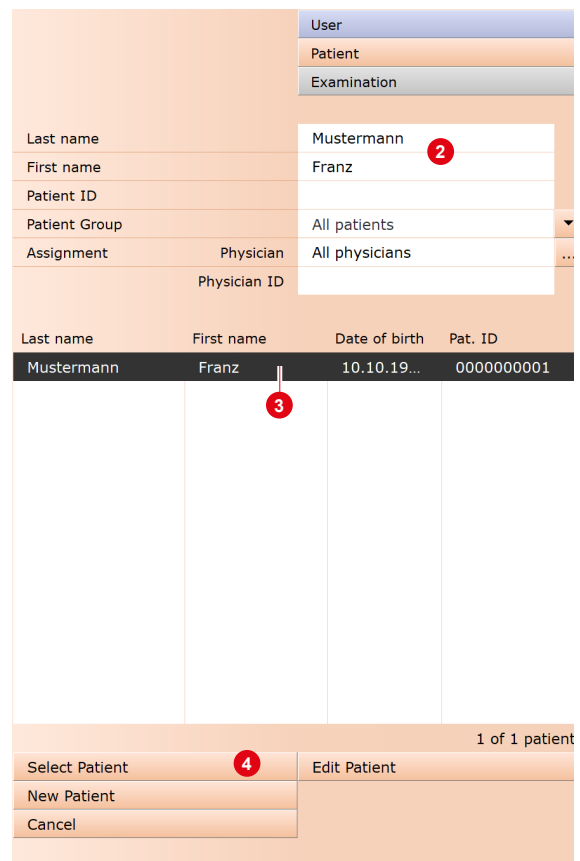 User
Patient
Examination
Last name Mustermann
2
First name Franz
Patient ID
Patient Group All patients
Assignment Physician All physicians ...
Physician ID
Last name First name Date of birth Pat. ID
Mustermann Franz 10.10.19... 0000000001
3
1 of 1 patient
Select Patient 4 Edit Patient
New Patient
Cancel